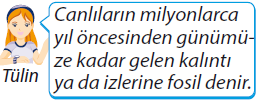 Canlıların milyonlarca
yıl öncesinden günümü-
ze kadar gelen kalıntı
ya da izlerine fosil denir.
Tülin